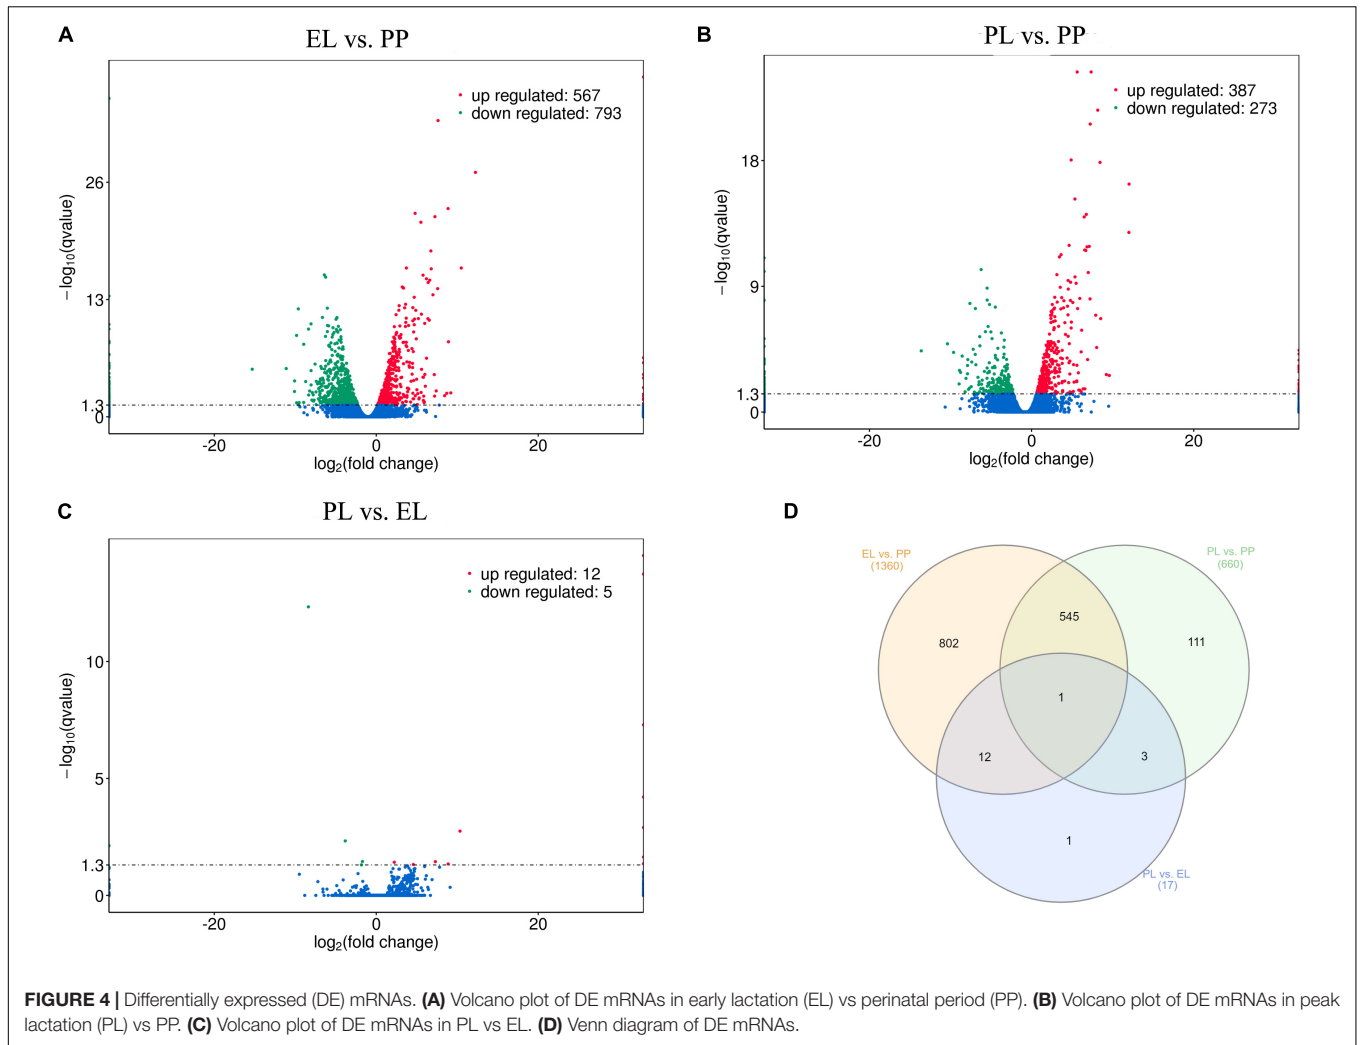 A
EL vs. PP
up regulated: 567
down regulated: 793
26
13
1.3
0
-20
0
20
−log10(qvalue)
log2(fold change)
B
PL vs. PP
up regulated: 387
down regulated: 273
18
9
1.3
0
-20
0
20
−log10(qvalue)
log2(fold change)
C
PL vs. EL
up regulated: 12
down regulated: 5
10
5
1.3
0
-20
0
20
−log10(qvalue)
log2(fold change)
D
EL vs. PP
(1360)
PL vs. PP
(660)
545
802
111
1
12
3
1
PL vs. EL
(17)
FIGURE 4 | Differentially expressed (DE) mRNAs. (A) Volcano plot of DE mRNAs in early lactation (EL) vs perinatal period (PP). (B) Volcano plot of DE mRNAs in peak
lactation (PL) vs PP. (C) Volcano plot of DE mRNAs in PL vs EL. (D) Venn diagram of DE mRNAs.